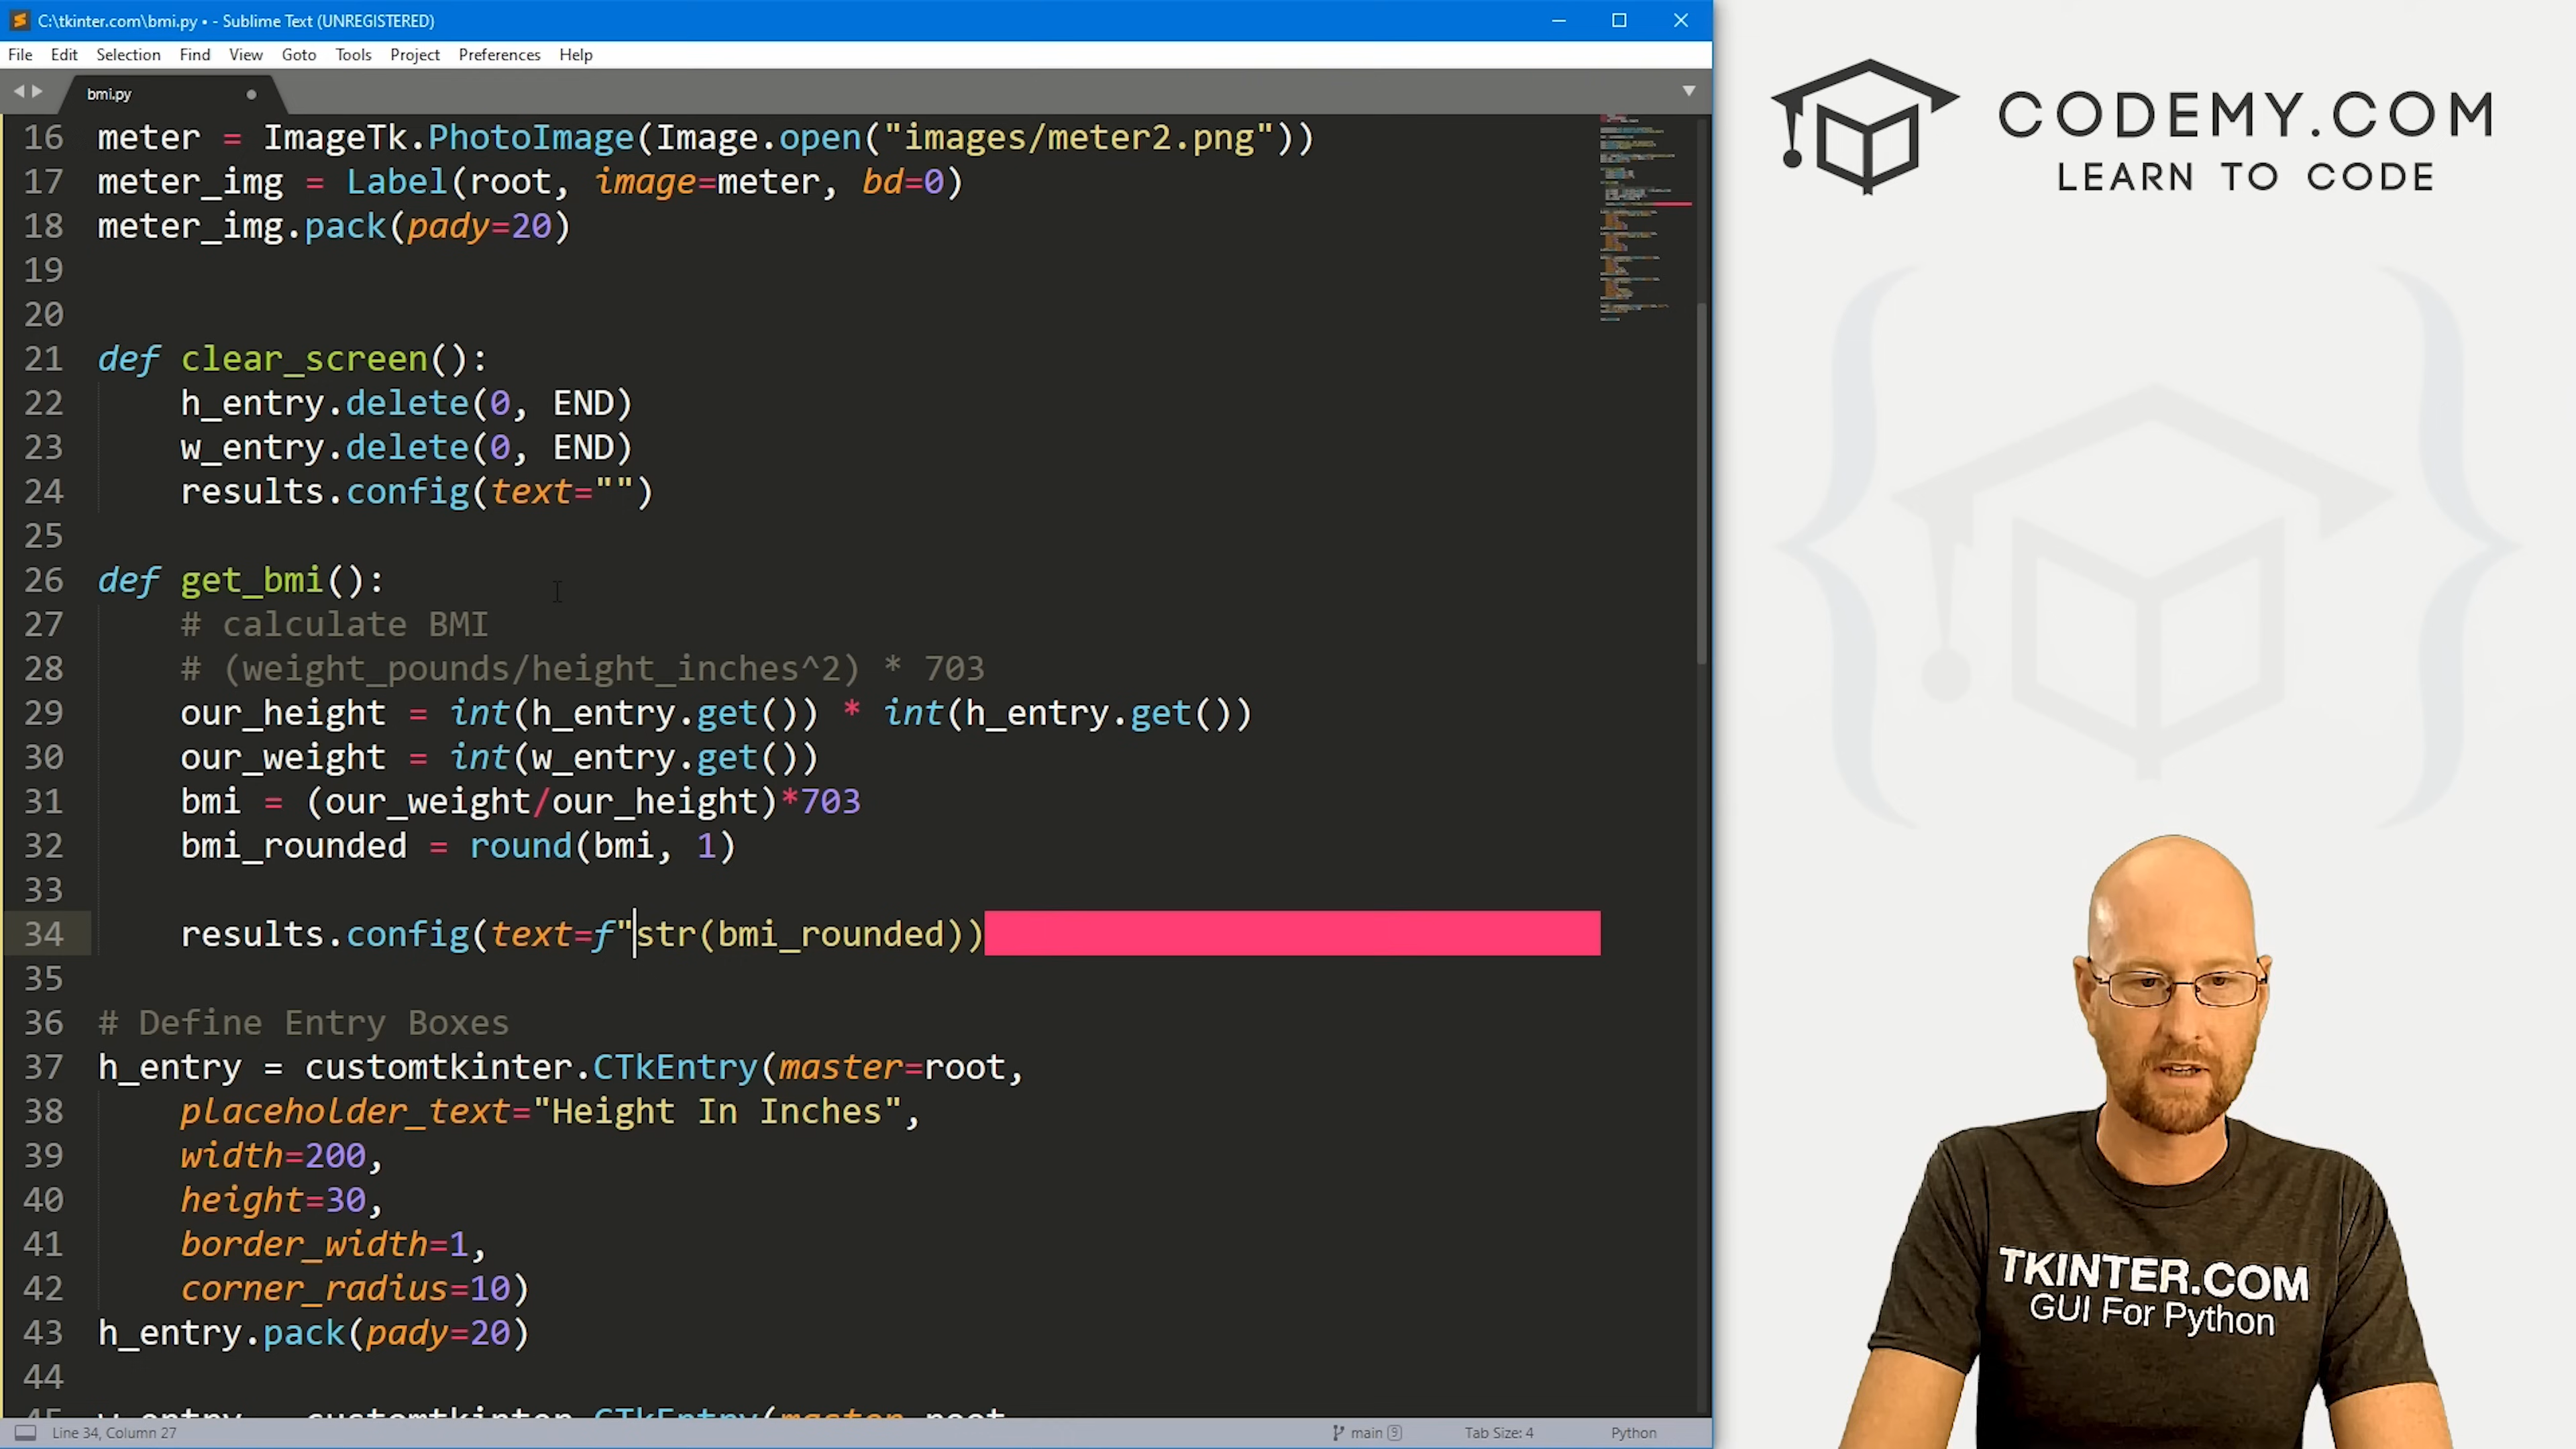 C:\tkinter.com\bmi.py • - Sublime Text (UNREGISTERED)
File Edit Selection Find View Goto Tools Project Preferences Help
bmi.py
16 meter = ImageTk.PhotoImage(Image.open("images/meter2.png"))
17 meter_img = Label(root, image=meter, bd=0)
18 meter_img.pack(pady=20)
19
20
21 def clear_screen():
22 h_entry.delete(0, END)
23 w_entry.delete(0, END)
24 results.config(text="")
25
26 def get_bmi():
27 # calculate BMI
28 # (weight_pounds/height_inches^2) * 703
29 our_height = int(h_entry.get()) * int(h_entry.get())
30 our_weight = int(w_entry.get())
31 bmi = (our_weight/our_height)*703
32 bmi_rounded = round(bmi, 1)
33
34 results.config(text=f"str(bmi_rounded))
35
36 # Define Entry Boxes
37 h_entry = customtkinter.CTkEntry(master=root,
38 placeholder_text="Height In Inches",
39 width=200,
40 height=30,
41 border_width=1,
42 corner_radius=10)
43 h_entry.pack(pady=20)
44
Line 34, Column 27 main 9 Tab Size: 4 Python
CODEMY.COM
LEARN TO CODE
TKINTER.COM
GUI For Python